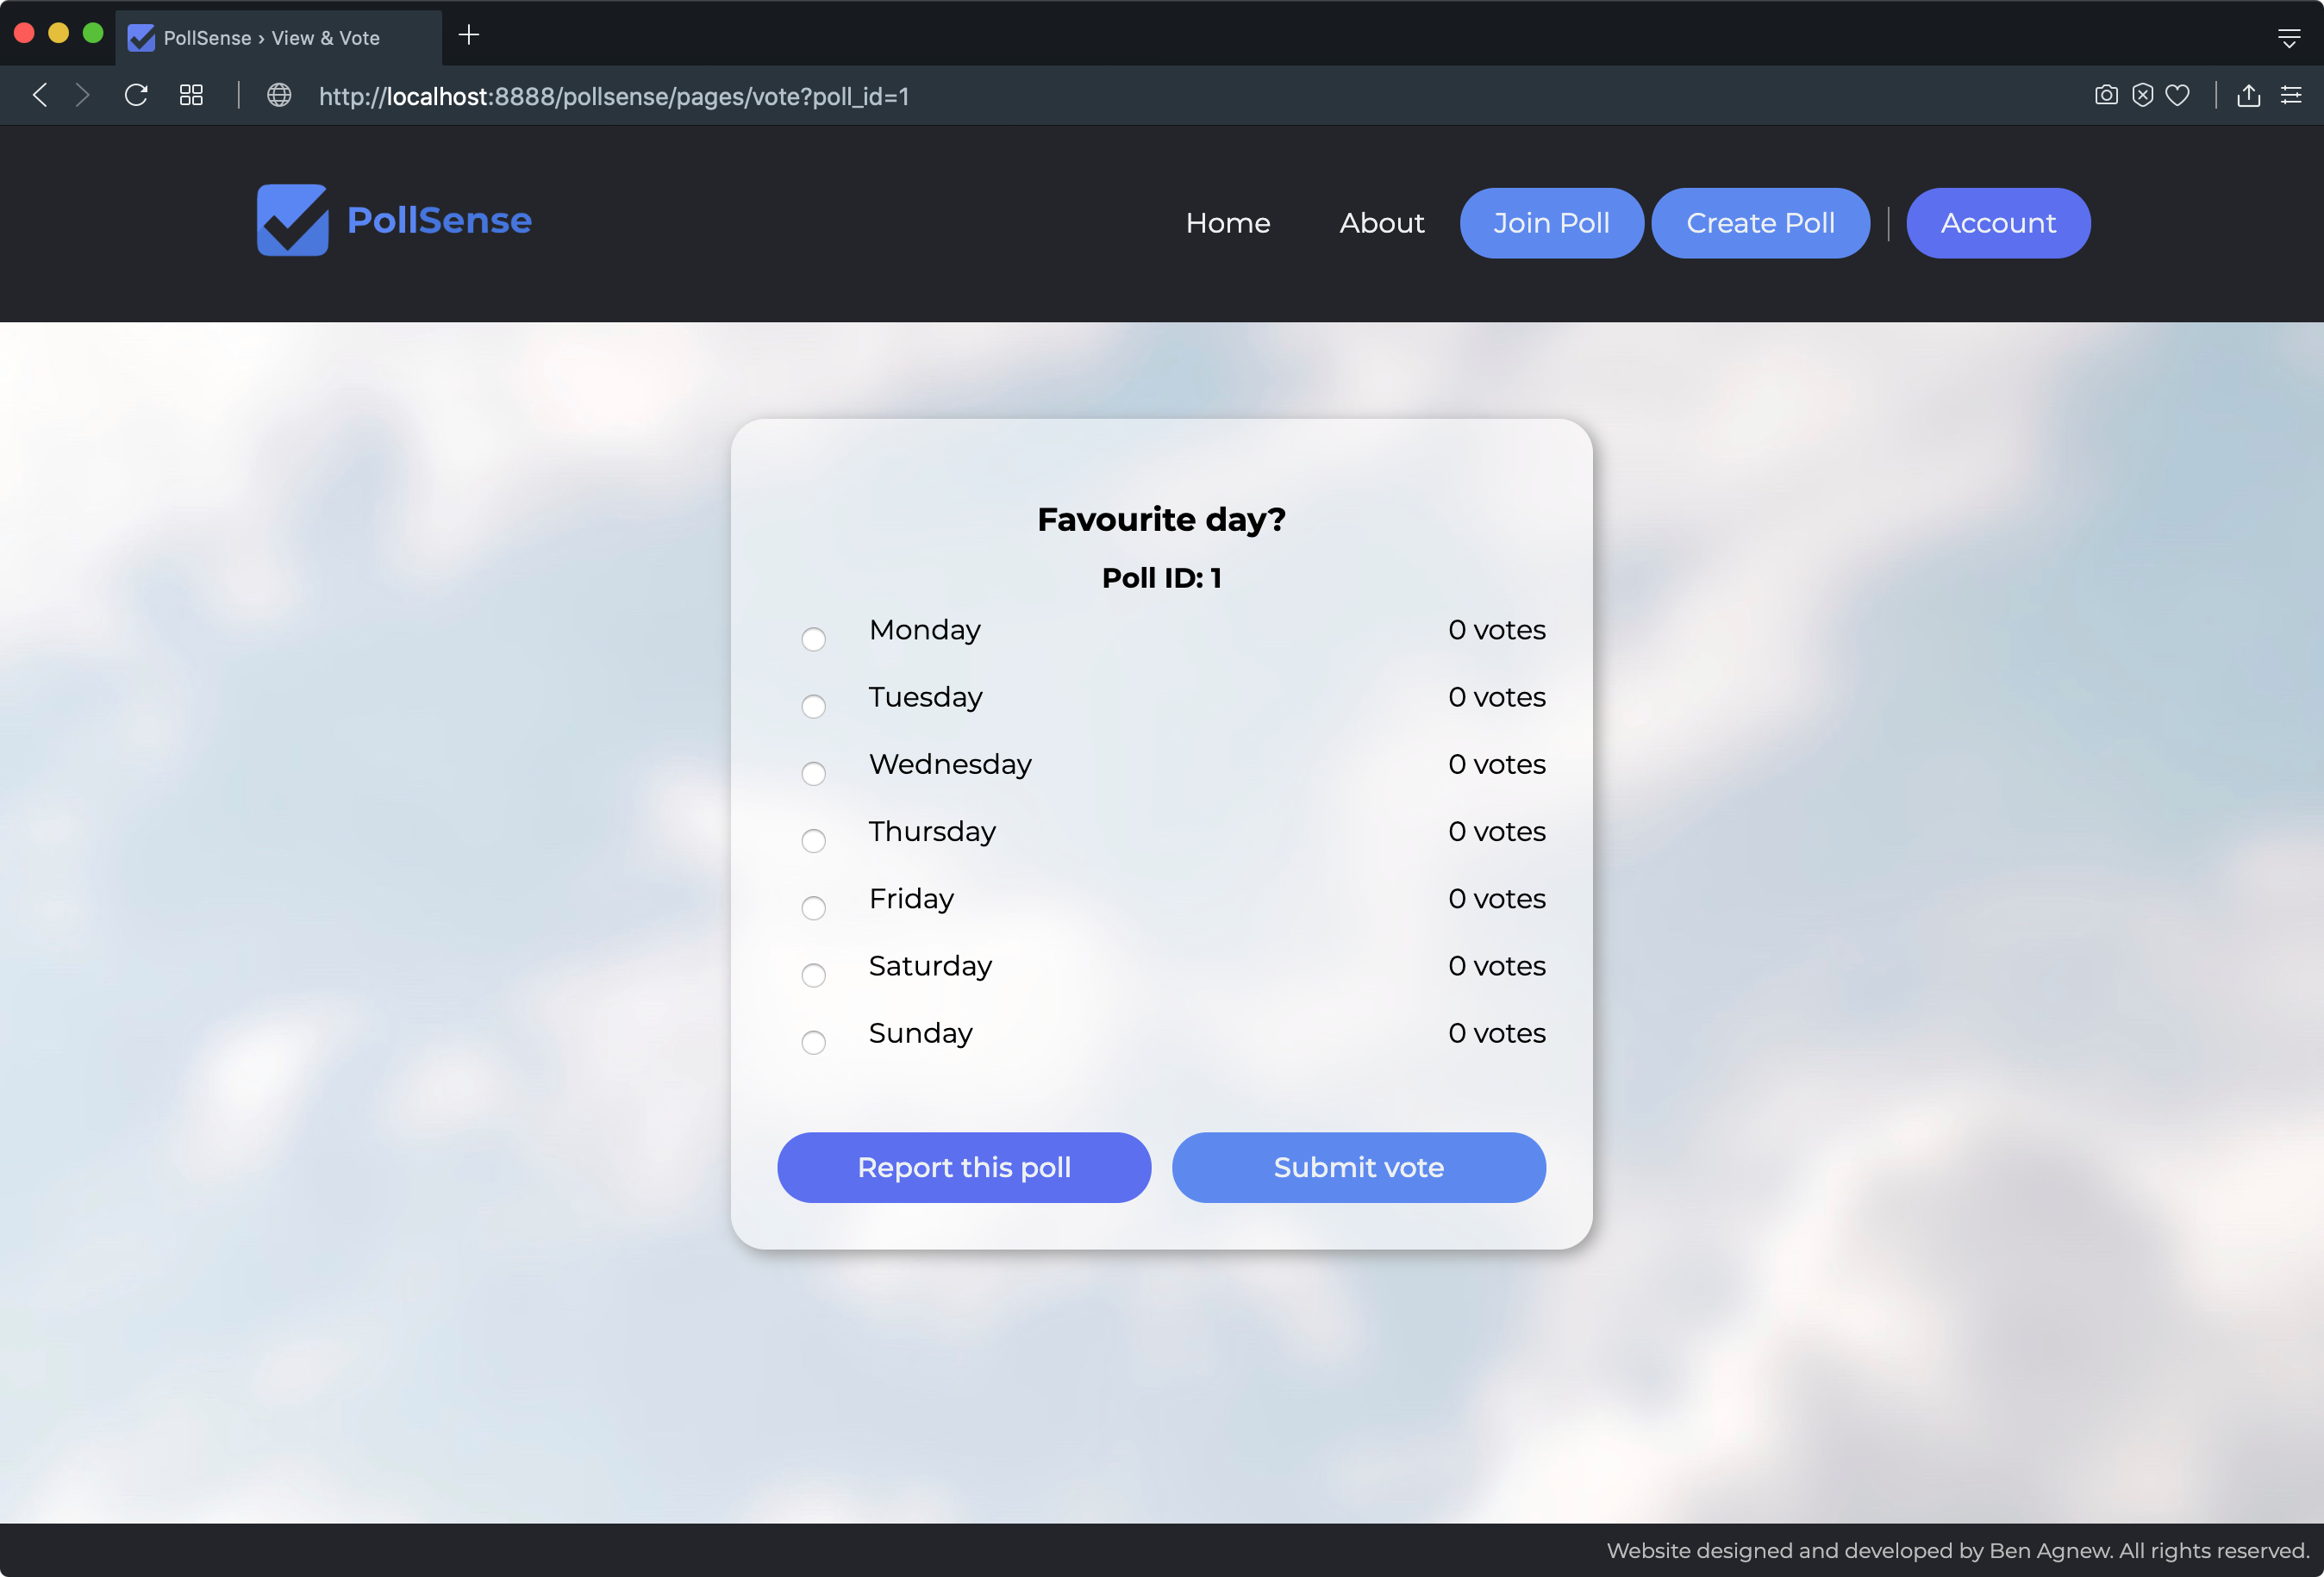 PollSense › View & Vote
http://localhost:8888/pollsense/pages/vote?poll_id=1
PollSense
Home
About
Join Poll
Create Poll
Account
Favourite day?
Poll ID: 1
Monday 0 votes
Tuesday 0 votes
Wednesday 0 votes
Thursday 0 votes
Friday 0 votes
Saturday 0 votes
Sunday 0 votes
Report this poll
Submit vote
Website designed and developed by Ben Agnew. All rights reserved.